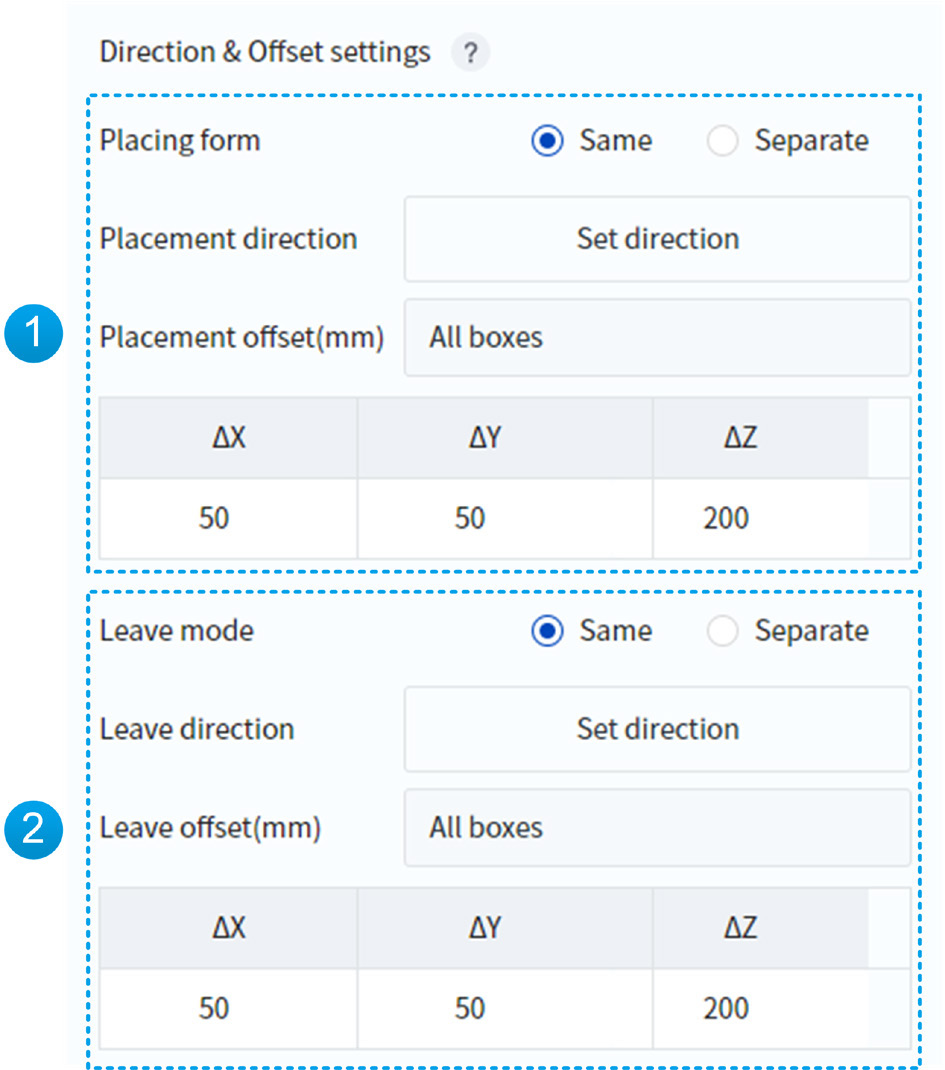 Direction & Offset settings ?
Placing form Same Separate
Placement direction Set direction
1
Placement offset(mm) All boxes
ΔX ΔY ΔZ
50 50 200
Leave mode Same Separate
Leave direction Set direction
2
Leave offset(mm) All boxes
ΔX ΔY ΔZ
50 50 200